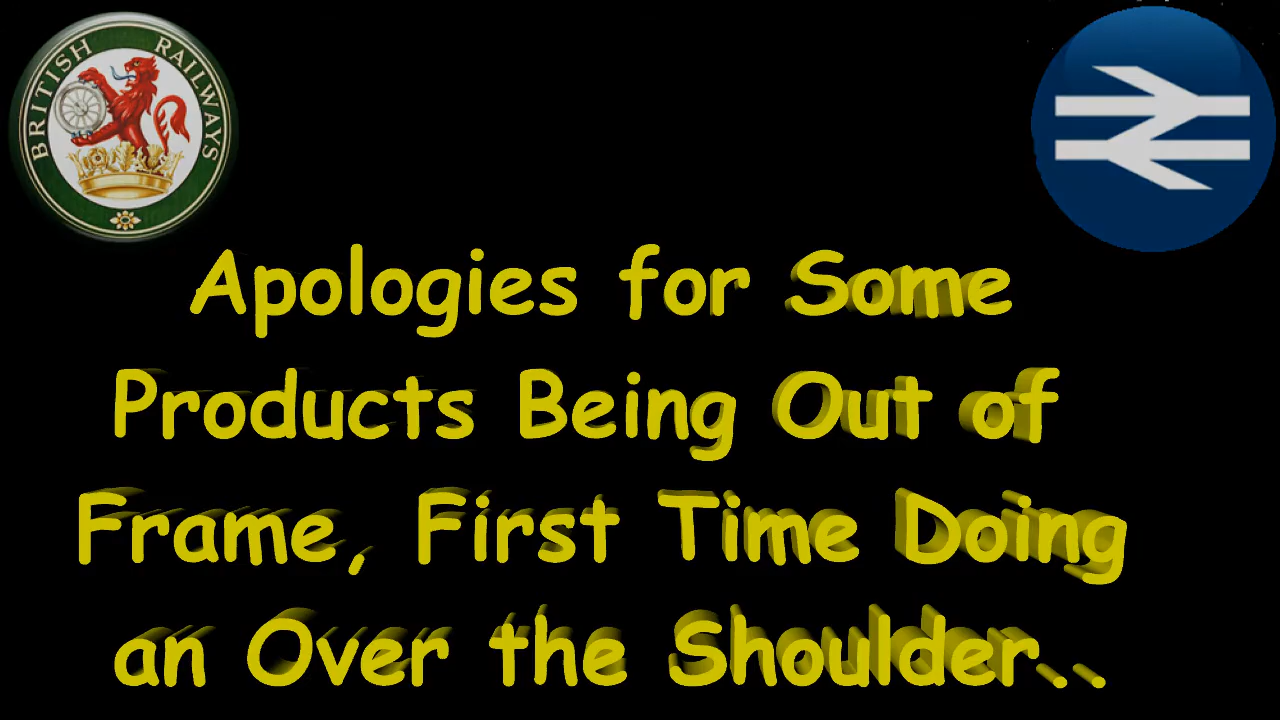 BRITISH RAILWAYS
Apologies for Some
Products Being Out of
Frame, First Time Doing
an Over the Shoulder..